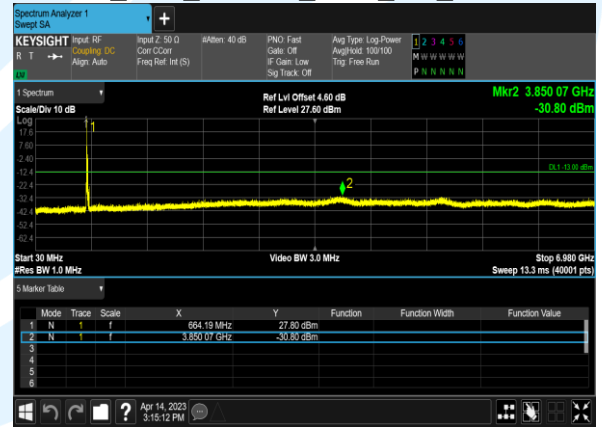 Spectrum Analyzer 1
Swept SA
KEYSIGHT Input: RF Input Z: 50 Ω #Atten: 40 dB PNO: Fast Avg Type: Log-Power 1 2 3 4 5 6
R T Coupling: DC Corr CCorr Gate: Off Avg|Hold: 100/100 M W W W W W
Align: Auto Freq Ref: Int (S) IF Gain: Low Trig: Free Run
Sig Track: Off P N N N N N
LXI
1 Spectrum Ref Lvl Offset 4.60 dB Mkr2 3.850 07 GHz
Scale/Div 10 dB Ref Level 27.60 dBm -30.80 dBm
Log
1
17.6
7.60
-2.40
DL1 -13.00 dBm
-12.4
2
-22.4
-32.4
-42.4
-52.4
-62.4
Start 30 MHz Video BW 3.0 MHz Stop 6.980 GHz
#Res BW 1.0 MHz Sweep 13.3 ms (40001 pts)
5 Marker Table
Mode Trace Scale X Y Function Function Width Function Value
1 N 1 f 664.19 MHz 27.80 dBm
2 N 1 f 3.850 07 GHz -30.80 dBm
3
4
5
6
? Apr 14, 2023
3:15:12 PM